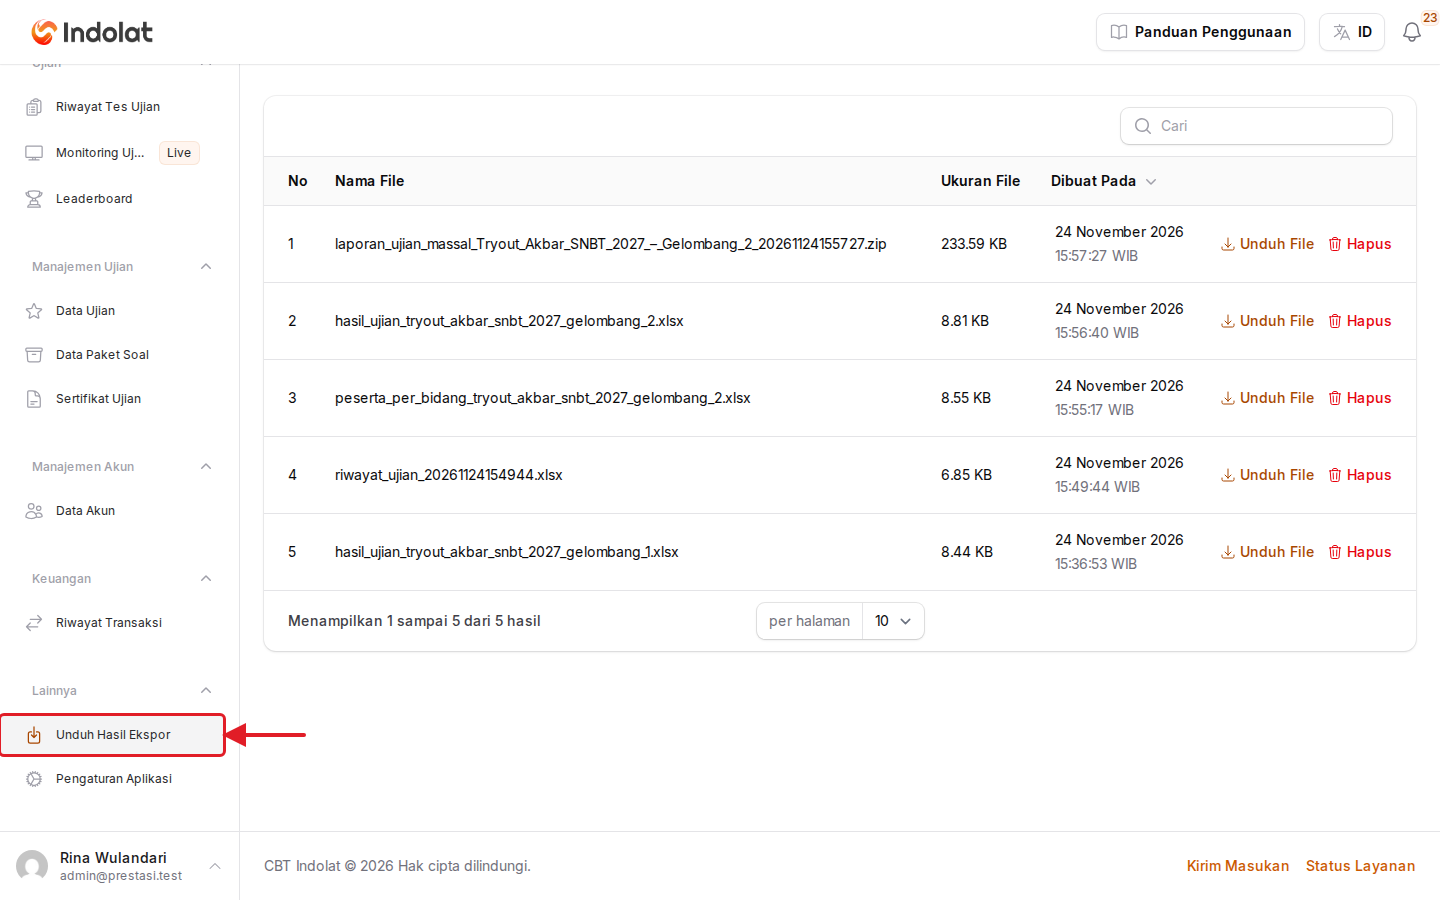 Indolat
Panduan Penggunaan
ID
23
Ujian
Riwayat Tes Ujian
Monitoring Uj...
Live
Leaderboard
Manajemen Ujian
Data Ujian
Data Paket Soal
Sertifikat Ujian
Manajemen Akun
Data Akun
Keuangan
Riwayat Transaksi
Lainnya
Unduh Hasil Ekspor
Pengaturan Aplikasi
Rina Wulandari
admin@prestasi.test
Cari
No Nama File Ukuran File Dibuat Pada
1 laporan_ujian_massal_Tryout_Akbar_SNBT_2027_–_Gelombang_2_20261124155727.zip 233.59 KB 24 November 2026 15:57:27 WIB Unduh File Hapus
2 hasil_ujian_tryout_akbar_snbt_2027_gelombang_2.xlsx 8.81 KB 24 November 2026 15:56:40 WIB Unduh File Hapus
3 peserta_per_bidang_tryout_akbar_snbt_2027_gelombang_2.xlsx 8.55 KB 24 November 2026 15:55:17 WIB Unduh File Hapus
4 riwayat_ujian_20261124154944.xlsx 6.85 KB 24 November 2026 15:49:44 WIB Unduh File Hapus
5 hasil_ujian_tryout_akbar_snbt_2027_gelombang_1.xlsx 8.44 KB 24 November 2026 15:36:53 WIB Unduh File Hapus
Menampilkan 1 sampai 5 dari 5 hasil
per halaman 10
CBT Indolat © 2026 Hak cipta dilindungi.
Kirim Masukan Status Layanan